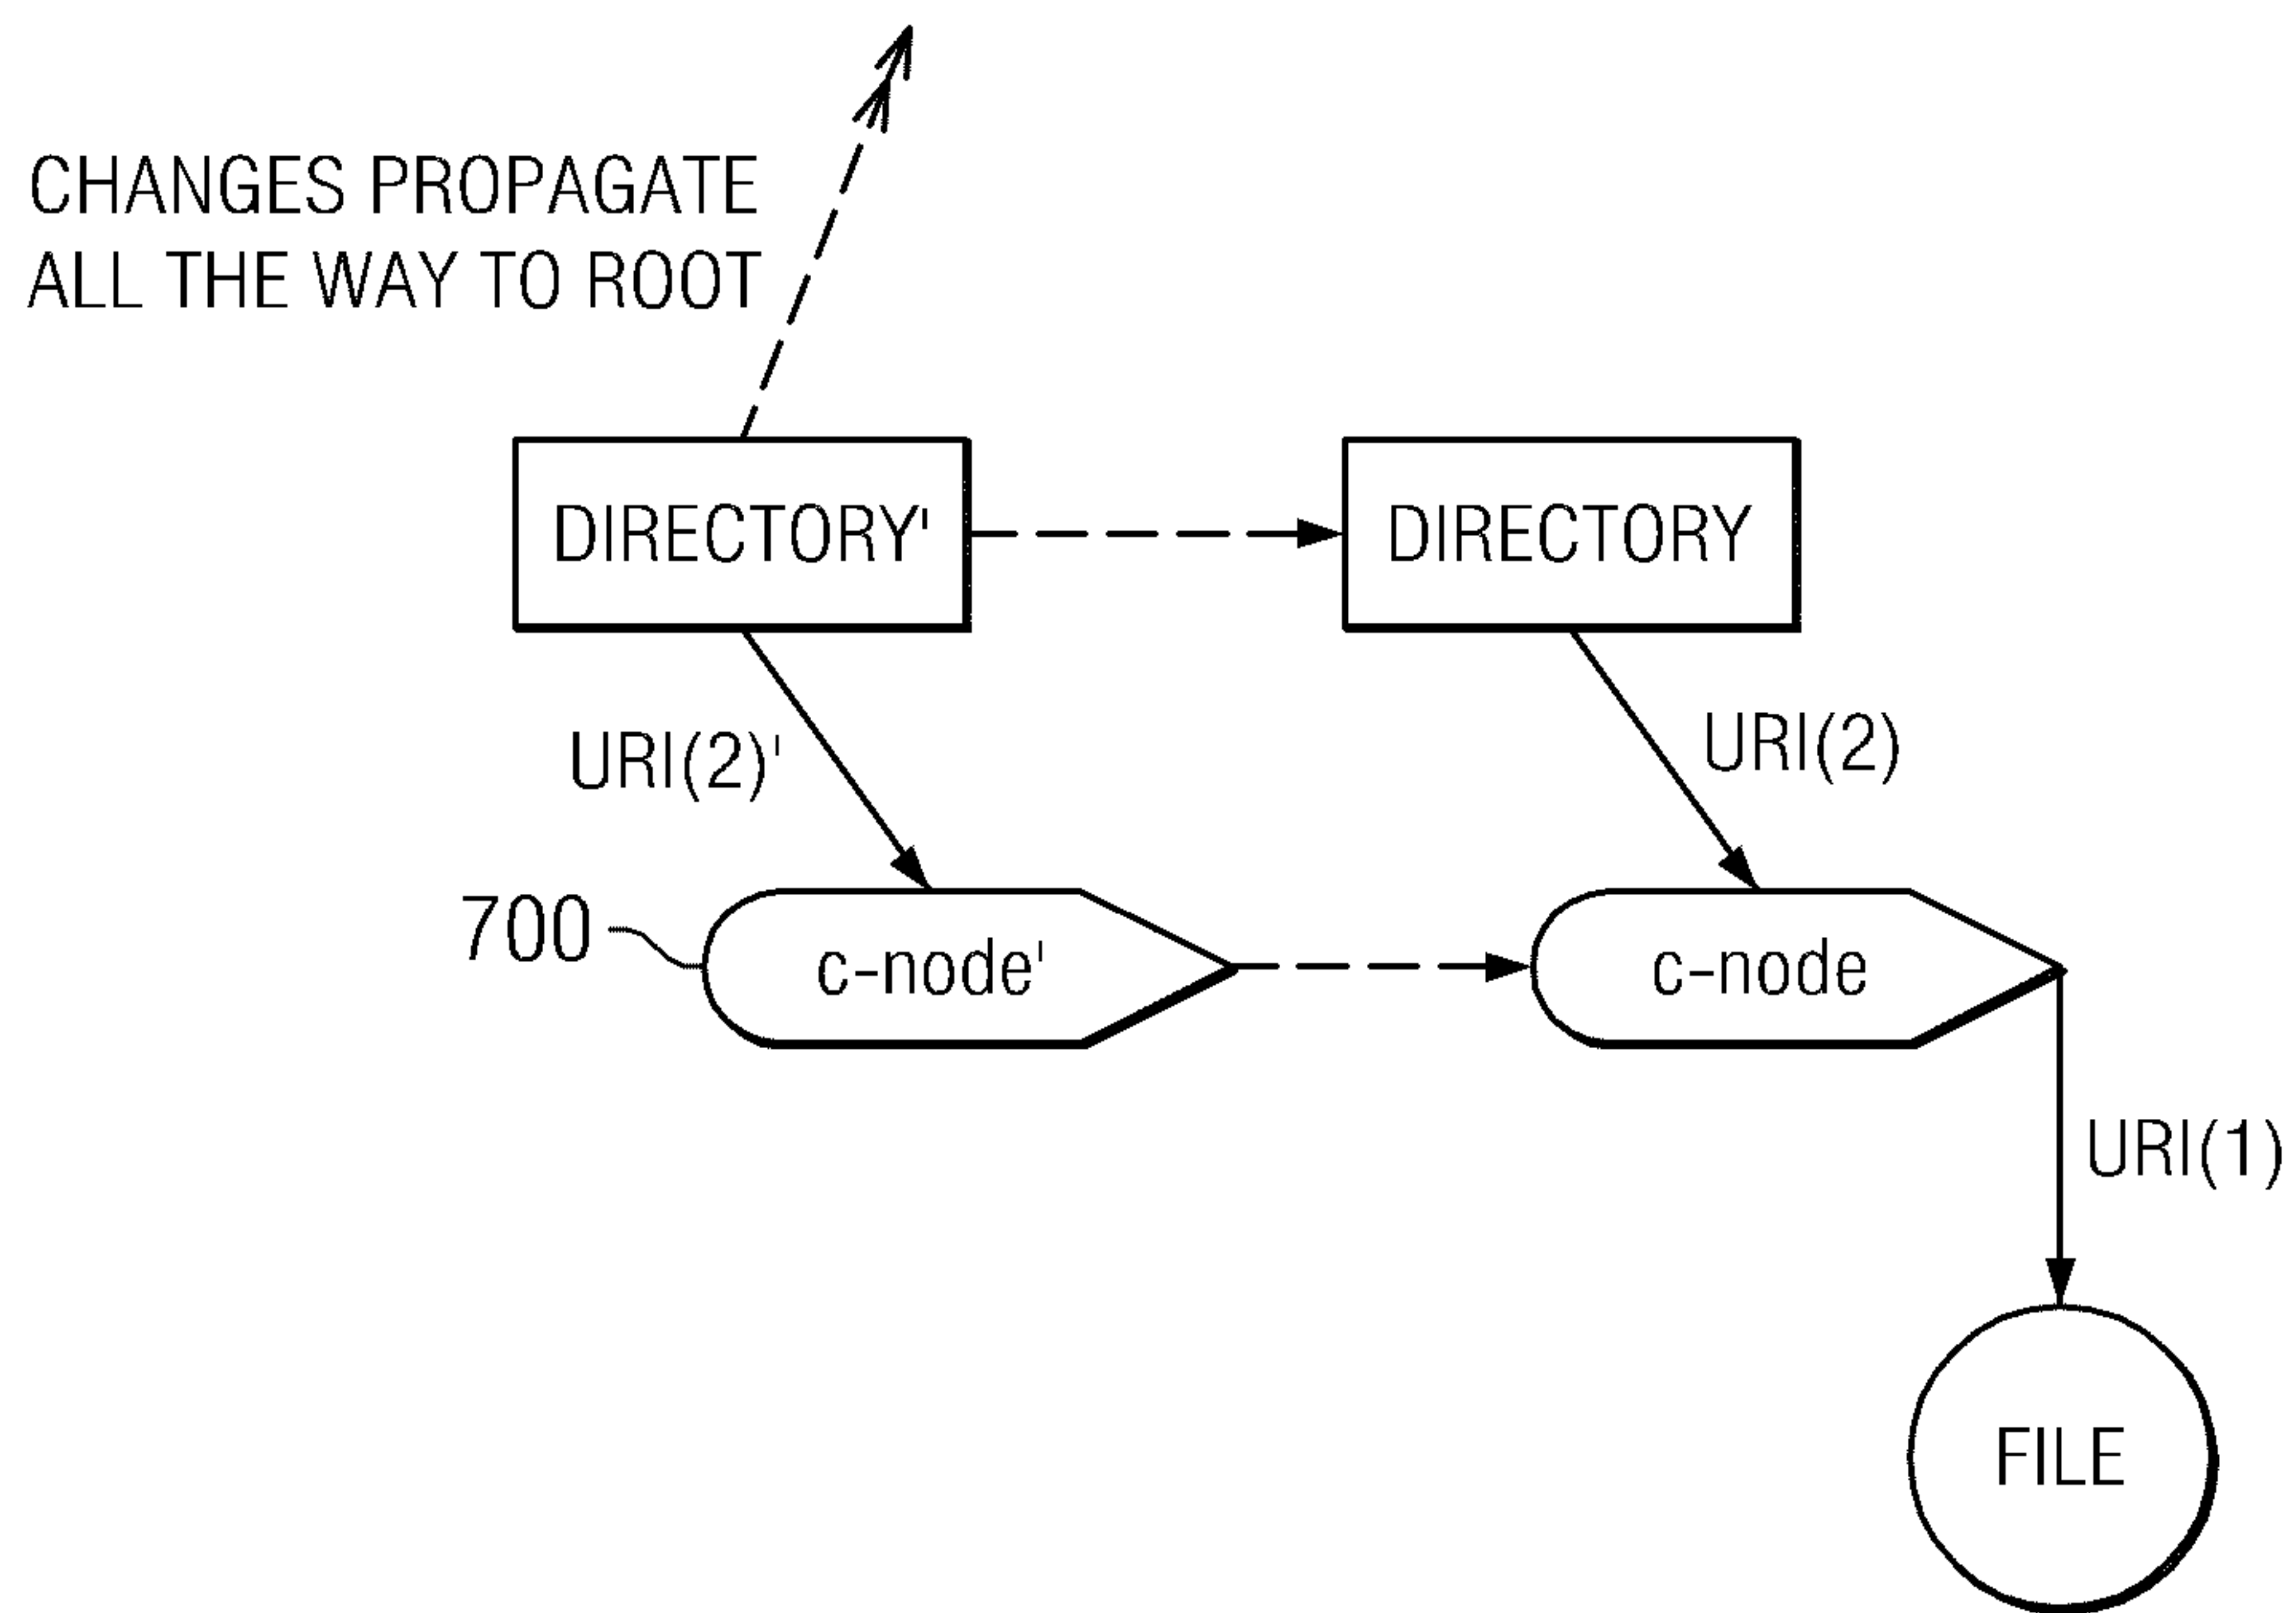 CHANGES PROPAGATE
ALL THE WAY TO ROOT
DIRECTORY'
DIRECTORY
URI(2)'
URI(2)
700
c-node'
c-node
URI(1)
FILE